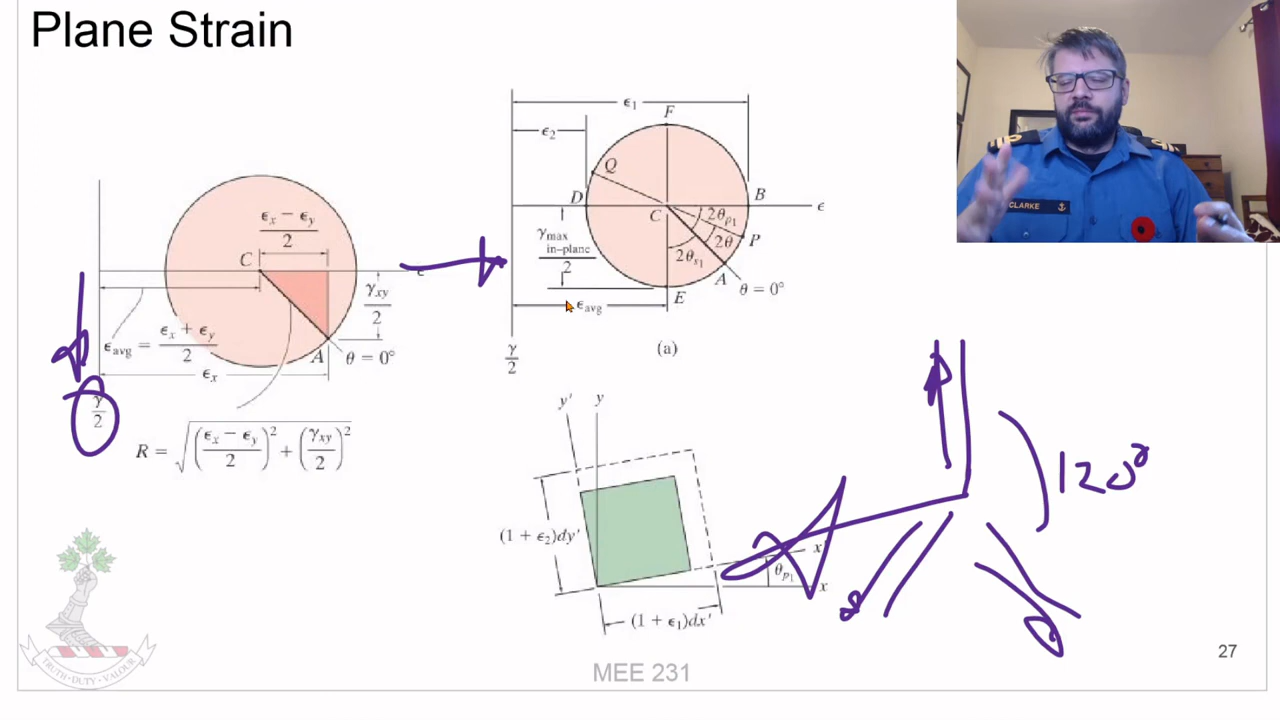 Plane Strain
CLARKE
ϵ₁
ϵ₂
F
Q
D
B
ϵ
C
2θp₁
2θ
P
γmax
in-plane
2
2θs₁
A
θ = 0°
E
ϵavg
γ
2
(a)
ϵx − ϵy
2
C
ϵ
γxy
2
ϵavg = ϵx + ϵy
2
A
θ = 0°
ϵx
γ
2
R = √((ϵx − ϵy)/2)² + (γxy/2)²
y′
y
(1 + ϵ₂)dy′
x′
θp₁
x
(1 + ϵ₁)dx′
120°
TRUTH · DUTY · VALOUR
MEE 231
27